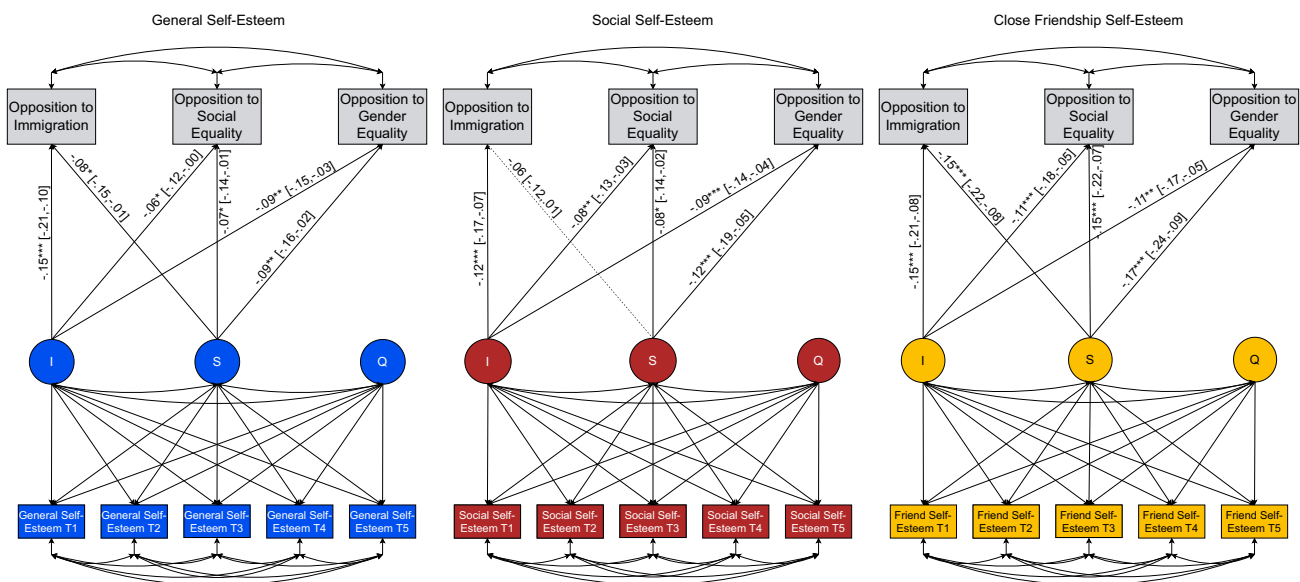 General Self-Esteem
Social Self-Esteem
Close Friendship Self-Esteem
Opposition to
Immigration
Opposition to
Social
Equality
Opposition to
Gender
Equality
Opposition to
Immigration
Opposition to
Social
Equality
Opposition to
Gender
Equality
Opposition to
Immigration
Opposition to
Social
Equality
Opposition to
Gender
Equality
-.15*** [-.21,-.10]
-.08* [-.15,-.01]
-.06* [-.12,-.00]
-.07* [-.14,-.01]
-.09** [-.15,-.03]
-.09** [-.16,-.02]
-.12*** [-.17,-.07]
-.06 [-.12,.01]
-.08** [-.13,-.03]
-.08* [-.14,-.02]
-.09*** [-.14,-.04]
-.12*** [-.19,-.05]
-.15*** [-.21,-.08]
-.15*** [-.22,-.08]
-.11*** [-.18,-.05]
-.15*** [-.22,-.07]
-.11** [-.17,-.05]
-.17*** [-.24,-.09]
I
S
Q
I
S
Q
I
S
Q
General Self-
Esteem T1
General Self-
Esteem T2
General Self-
Esteem T3
General Self-
Esteem T4
General Self-
Esteem T5
Social Self-
Esteem T1
Social Self-
Esteem T2
Social Self-
Esteem T3
Social Self-
Esteem T4
Social Self-
Esteem T5
Friend Self-
Esteem T1
Friend Self-
Esteem T2
Friend Self-
Esteem T3
Friend Self-
Esteem T4
Friend Self-
Esteem T5